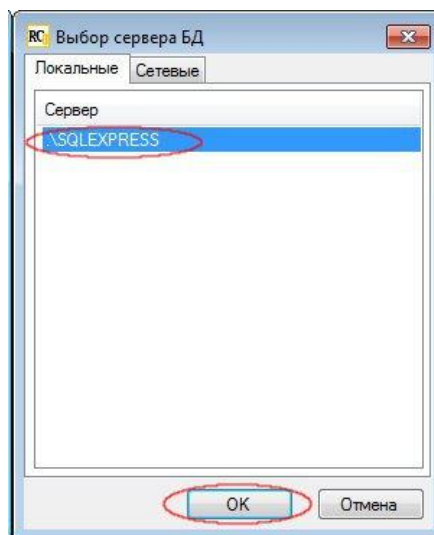 RC Выбор сервера БД
Локальные Сетевые
Сервер
.\SQLEXPRESS
OK Отмена